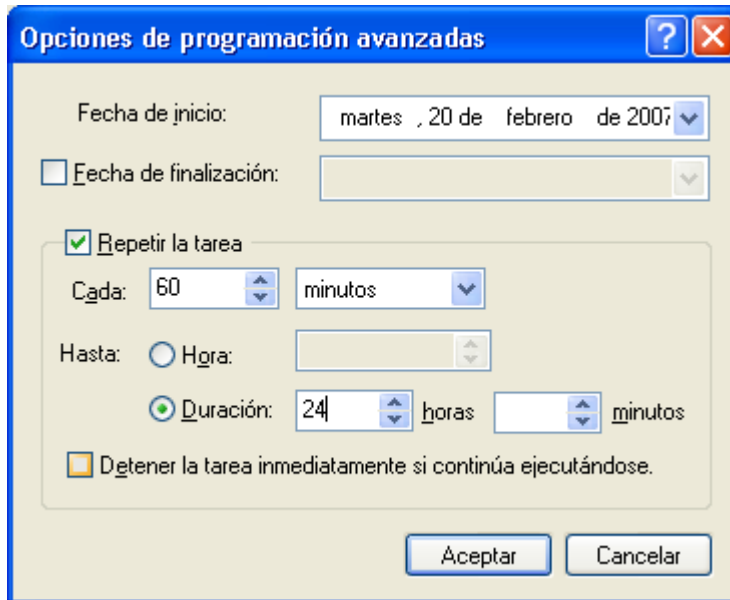 Opciones de programación avanzadas
Fecha de inicio: martes , 20 de febrero de 2007
Fecha de finalización:
Repetir la tarea
Cada: 60 minutos
Hasta: Hora:
Duración: 24 horas minutos
Detener la tarea inmediatamente si continúa ejecutándose.
Aceptar Cancelar